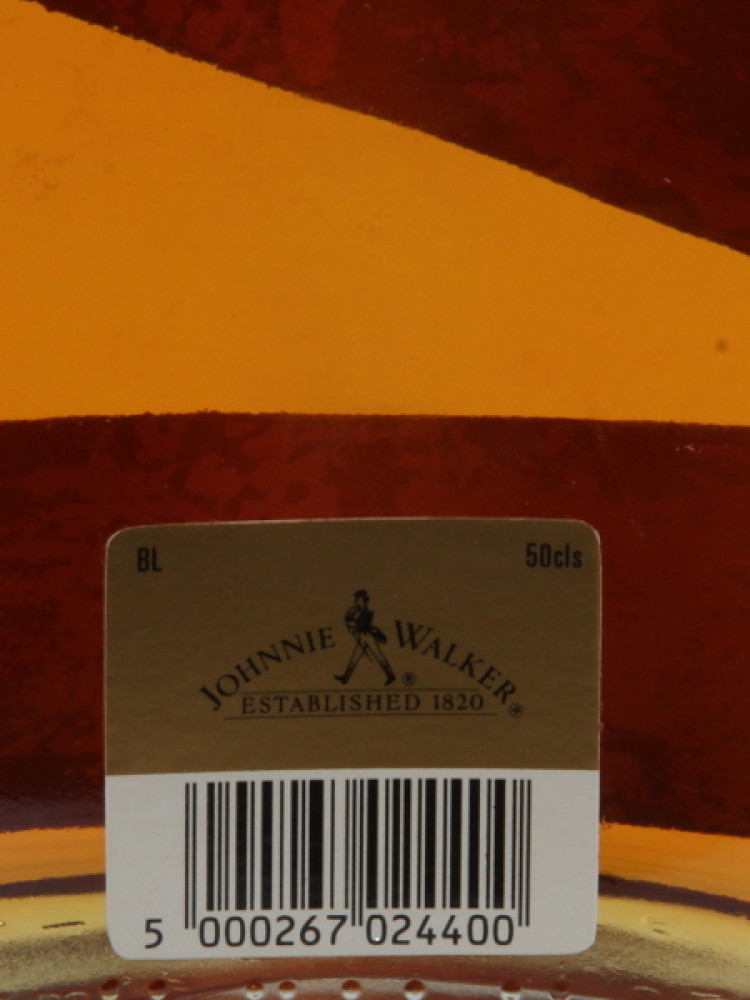 BL 50cls
JOHNNIE WALKER®
ESTABLISHED 1820
5 000267 024400